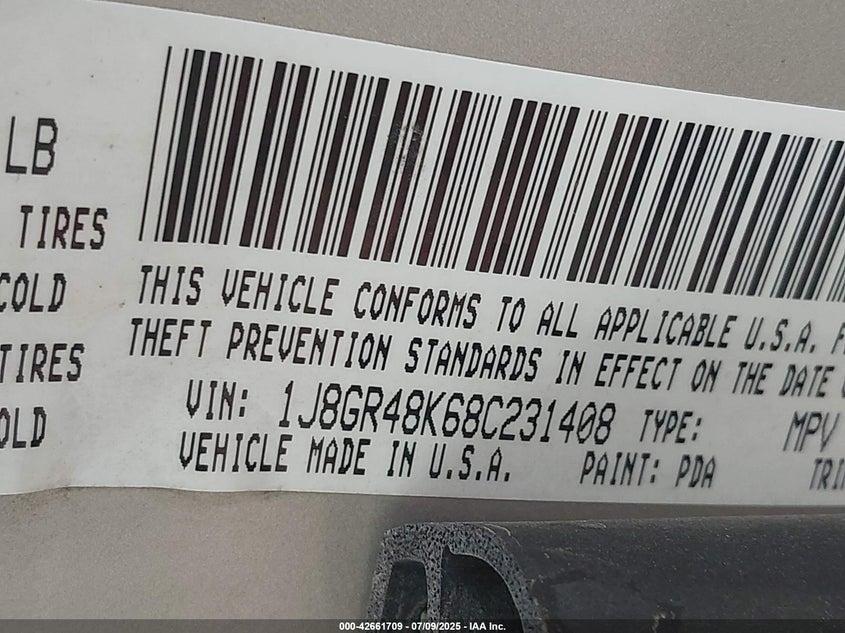 LB
TIRES
COLD
TIRES
OLD
THIS VEHICLE CONFORMS TO ALL APPLICABLE U.S.A. F
THEFT PREVENTION STANDARDS IN EFFECT ON THE DATE
VIN: 1J8GR48K68C231408 TYPE: MPV
VEHICLE MADE IN U.S.A. PAINT: PDA TRI
000-42661709 - 07/09/2025 - IAA Inc.